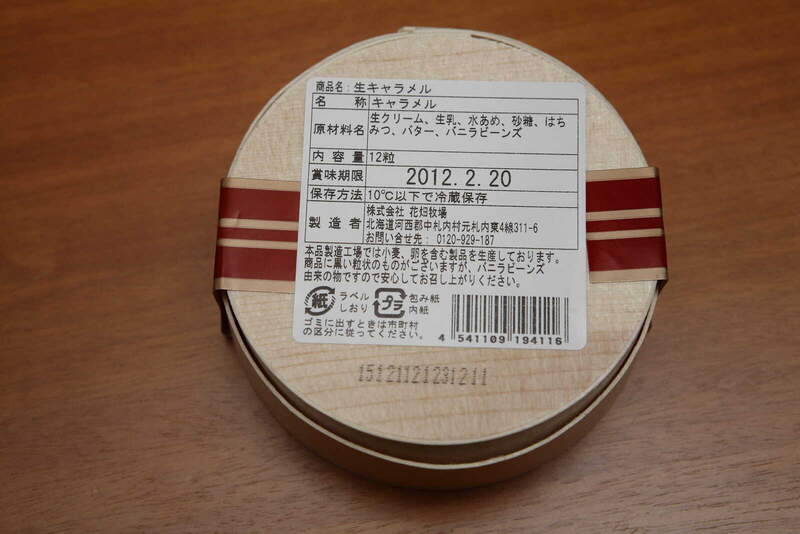 商品名：生キャラメル
名 称 キャラメル
原材料名 生クリーム、生乳、水あめ、砂糖、はち
みつ、バター、バニラビーンズ
内 容 量 12粒
賞味期限 2012.2.20
保存方法 10℃以下で冷蔵保存
製 造 者 株式会社 花畑牧場
北海道河西郡中札内村元札内東4線311-6
お問い合せ先： 0120-929-187
本品製造工場では小麦、卵を含む製品を生産しております。
商品に黒い粒状のものがございますが、バニラビーンズ
由来の物ですので安心してお召し上がりください。
紙 ラベル しおり プラ 包み紙 内紙
ゴミに出すときは市町村
の区分に従ってください。
4 541109 194116
15121121231211